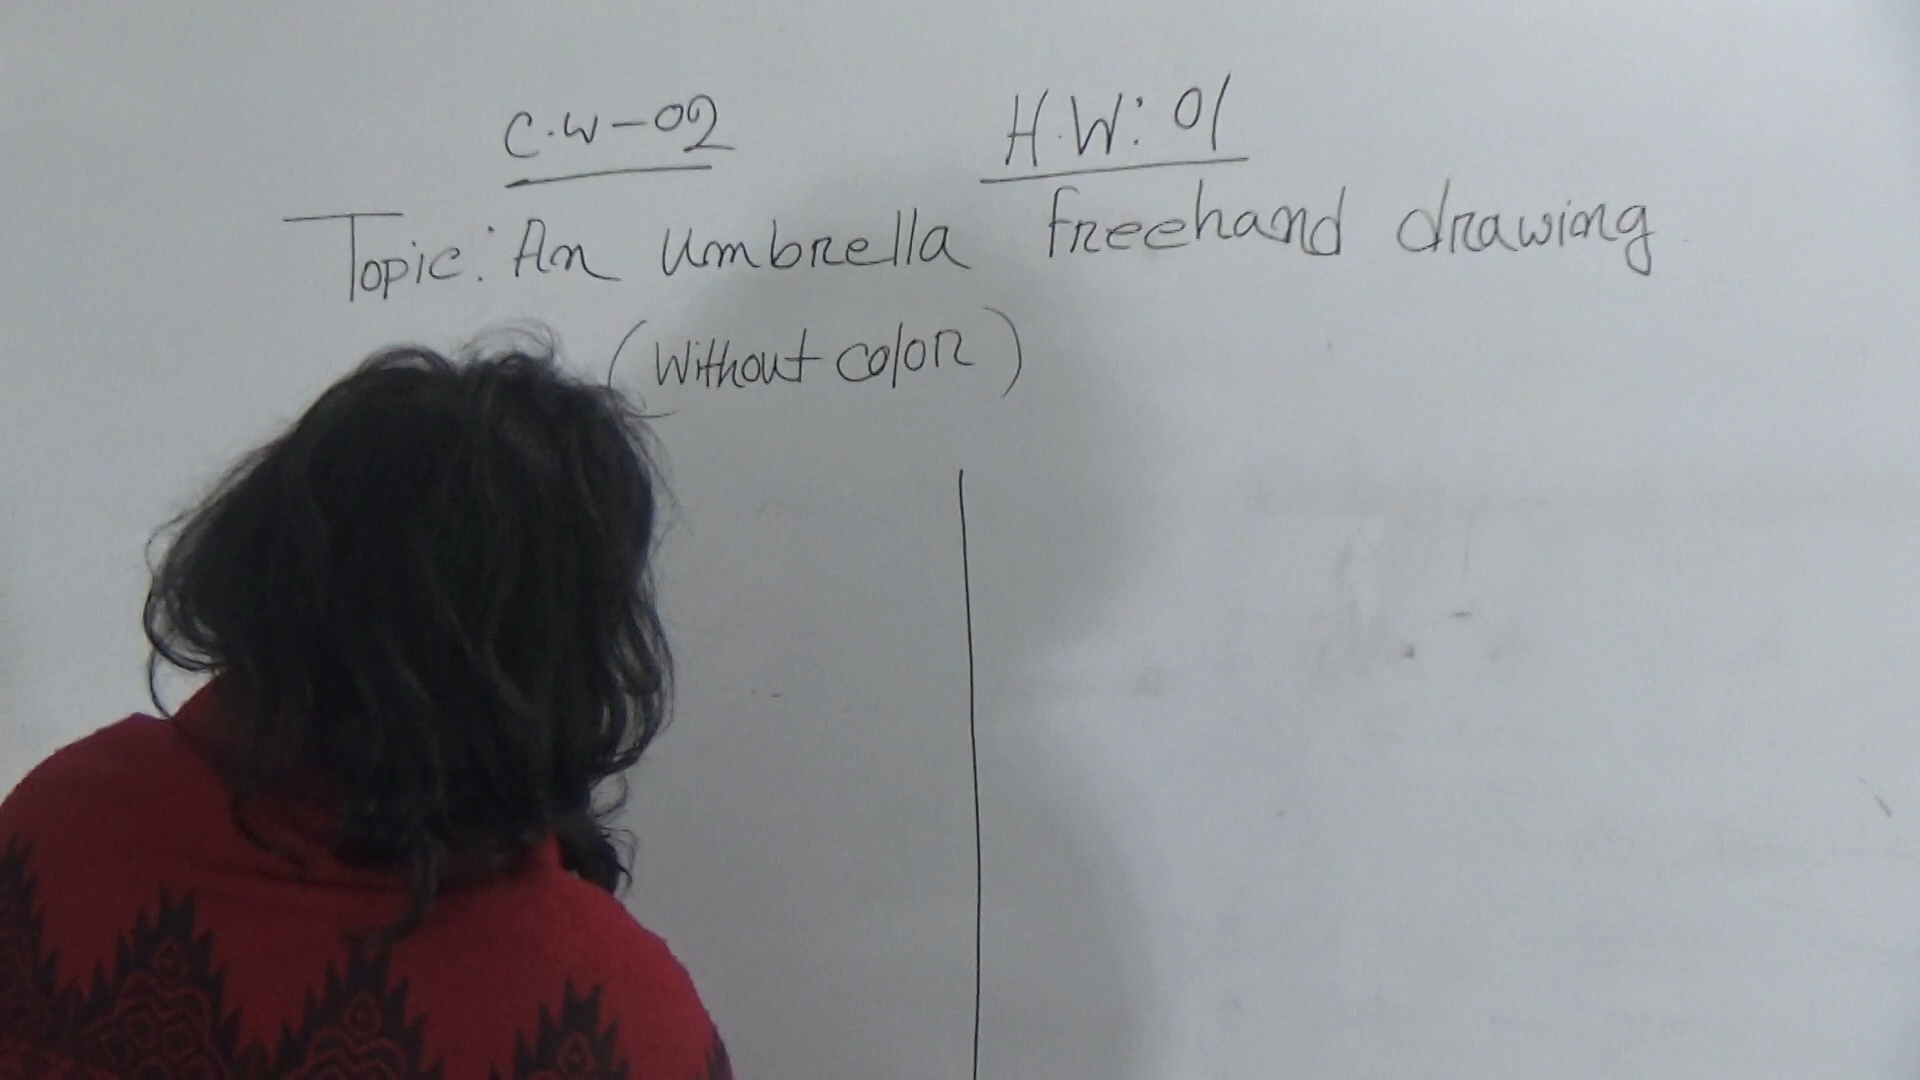 C.W-02 H.W: 01
Topic: An Umbrella freehand drawing
(Without color)